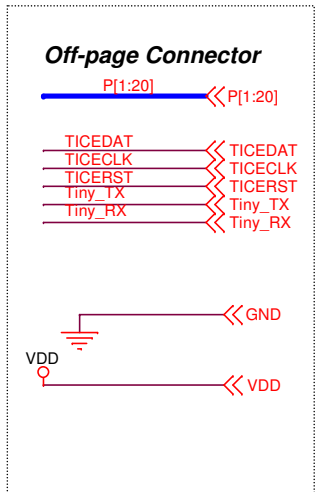 Off-page Connector
P[1:20]
P[1:20]
TICEDAT
TICEDAT
TICECLK
TICECLK
TICERST
TICERST
Tiny_TX
Tiny_TX
Tiny_RX
Tiny_RX
GND
VDD
VDD